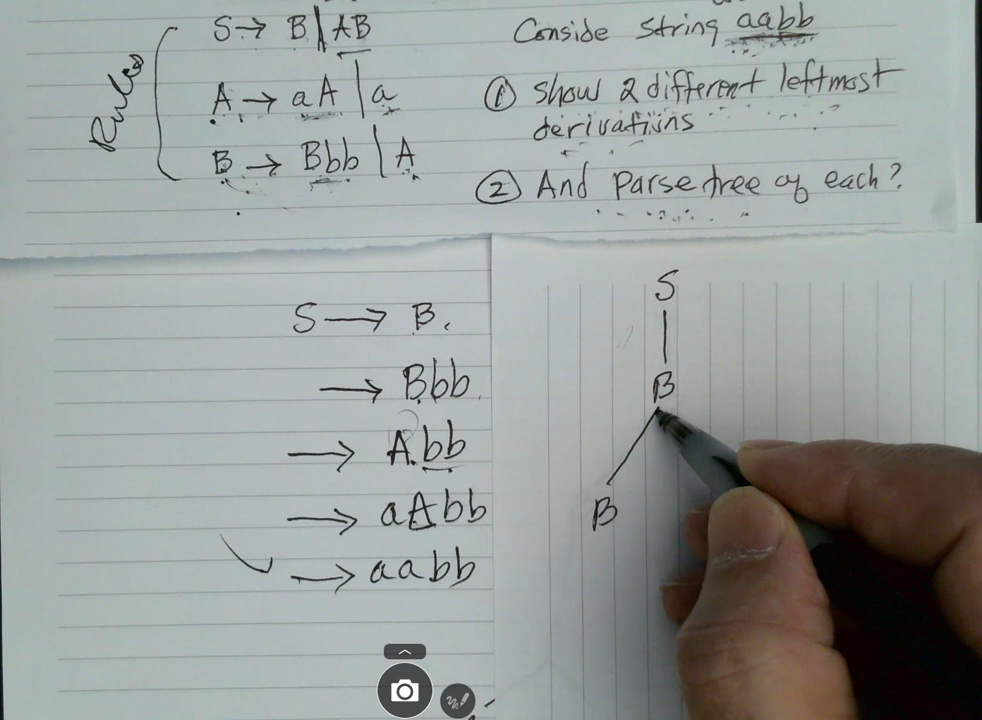 Rules
S → B | AB
A → aA | a
B → Bbb | A
Conside string aabb
① show 2 different leftmost
derivations
② And Parse tree of each?
S → B.
→ Bbb
→ A.bb
→ aAbb
→ aabb
S
B
B